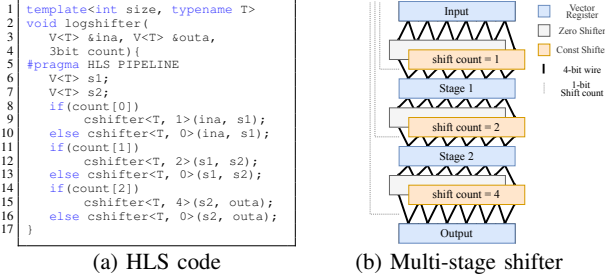 1 template<int size, typename T>
2 void logshifter(
3 V<T> &ina, V<T> &outa,
4 3bit count){
5 #pragma HLS PIPELINE
6 V<T> s1;
7 V<T> s2;
8 if(count[0])
9 cshifter<T, 1>(ina, s1);
10 else cshifter<T, 0>(ina, s1);
11 if(count[1])
12 cshifter<T, 2>(s1, s2);
13 else cshifter<T, 0>(s1, s2);
14 if(count[2])
15 cshifter<T, 4>(s2, outa);
16 else cshifter<T, 0>(s2, outa);
17 }
(a) HLS code
Input
shift count = 1
Stage 1
shift count = 2
Stage 2
shift count = 4
Output
Vector
Register
Zero Shifter
Const Shifter
4-bit wire
1-bit
Shift count
(b) Multi-stage shifter